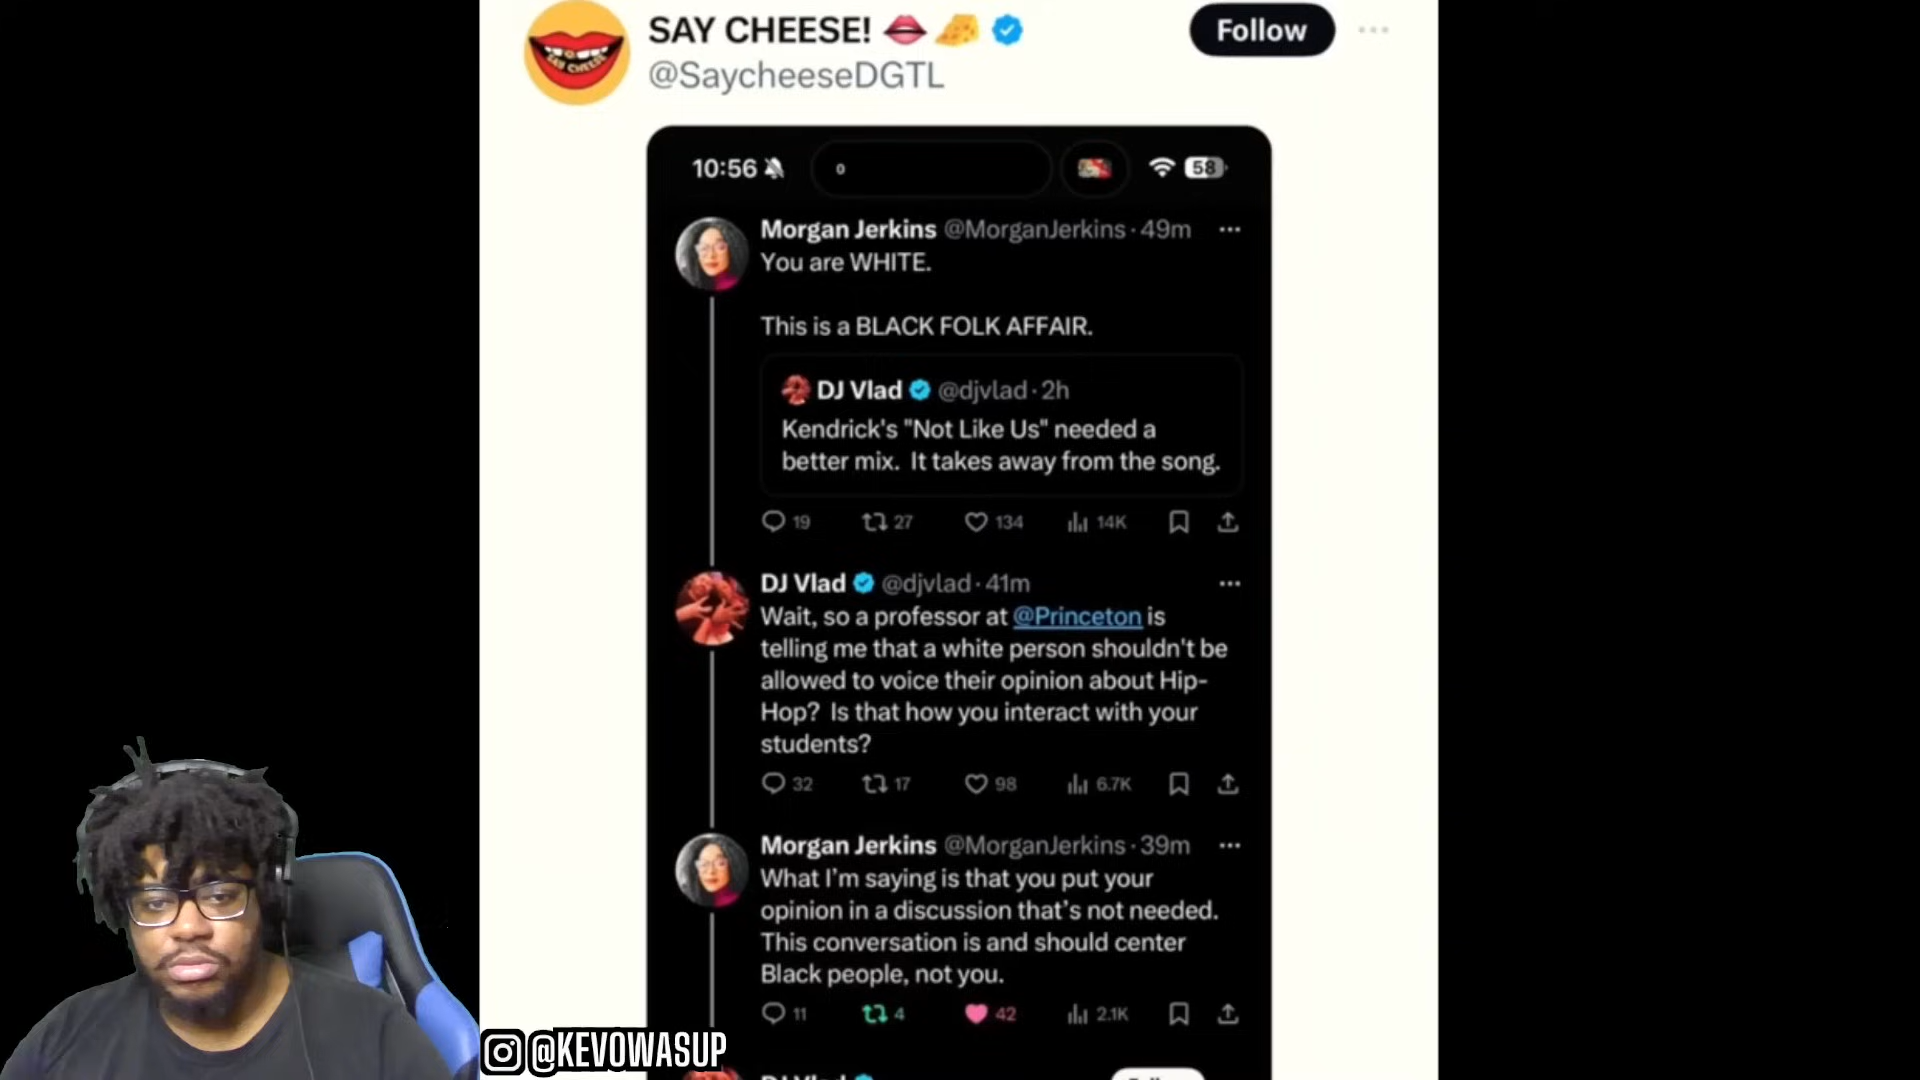 SAY CHEESE!
@SaycheeseDGTL
Follow
SAY CHEESE
10:56
58
Morgan Jerkins @MorganJerkins · 49m
You are WHITE.
This is a BLACK FOLK AFFAIR.
DJ Vlad @djvlad · 2h
Kendrick's "Not Like Us" needed a
better mix. It takes away from the song.
19 27 134 14K
DJ Vlad @djvlad · 41m
Wait, so a professor at @Princeton is
telling me that a white person shouldn't be
allowed to voice their opinion about Hip-
Hop? Is that how you interact with your
students?
32 17 98 6.7K
Morgan Jerkins @MorganJerkins · 39m
What I'm saying is that you put your
opinion in a discussion that's not needed.
This conversation is and should center
Black people, not you.
11 4 42 2.1K
@KEVOWASUP
DJ Vlad